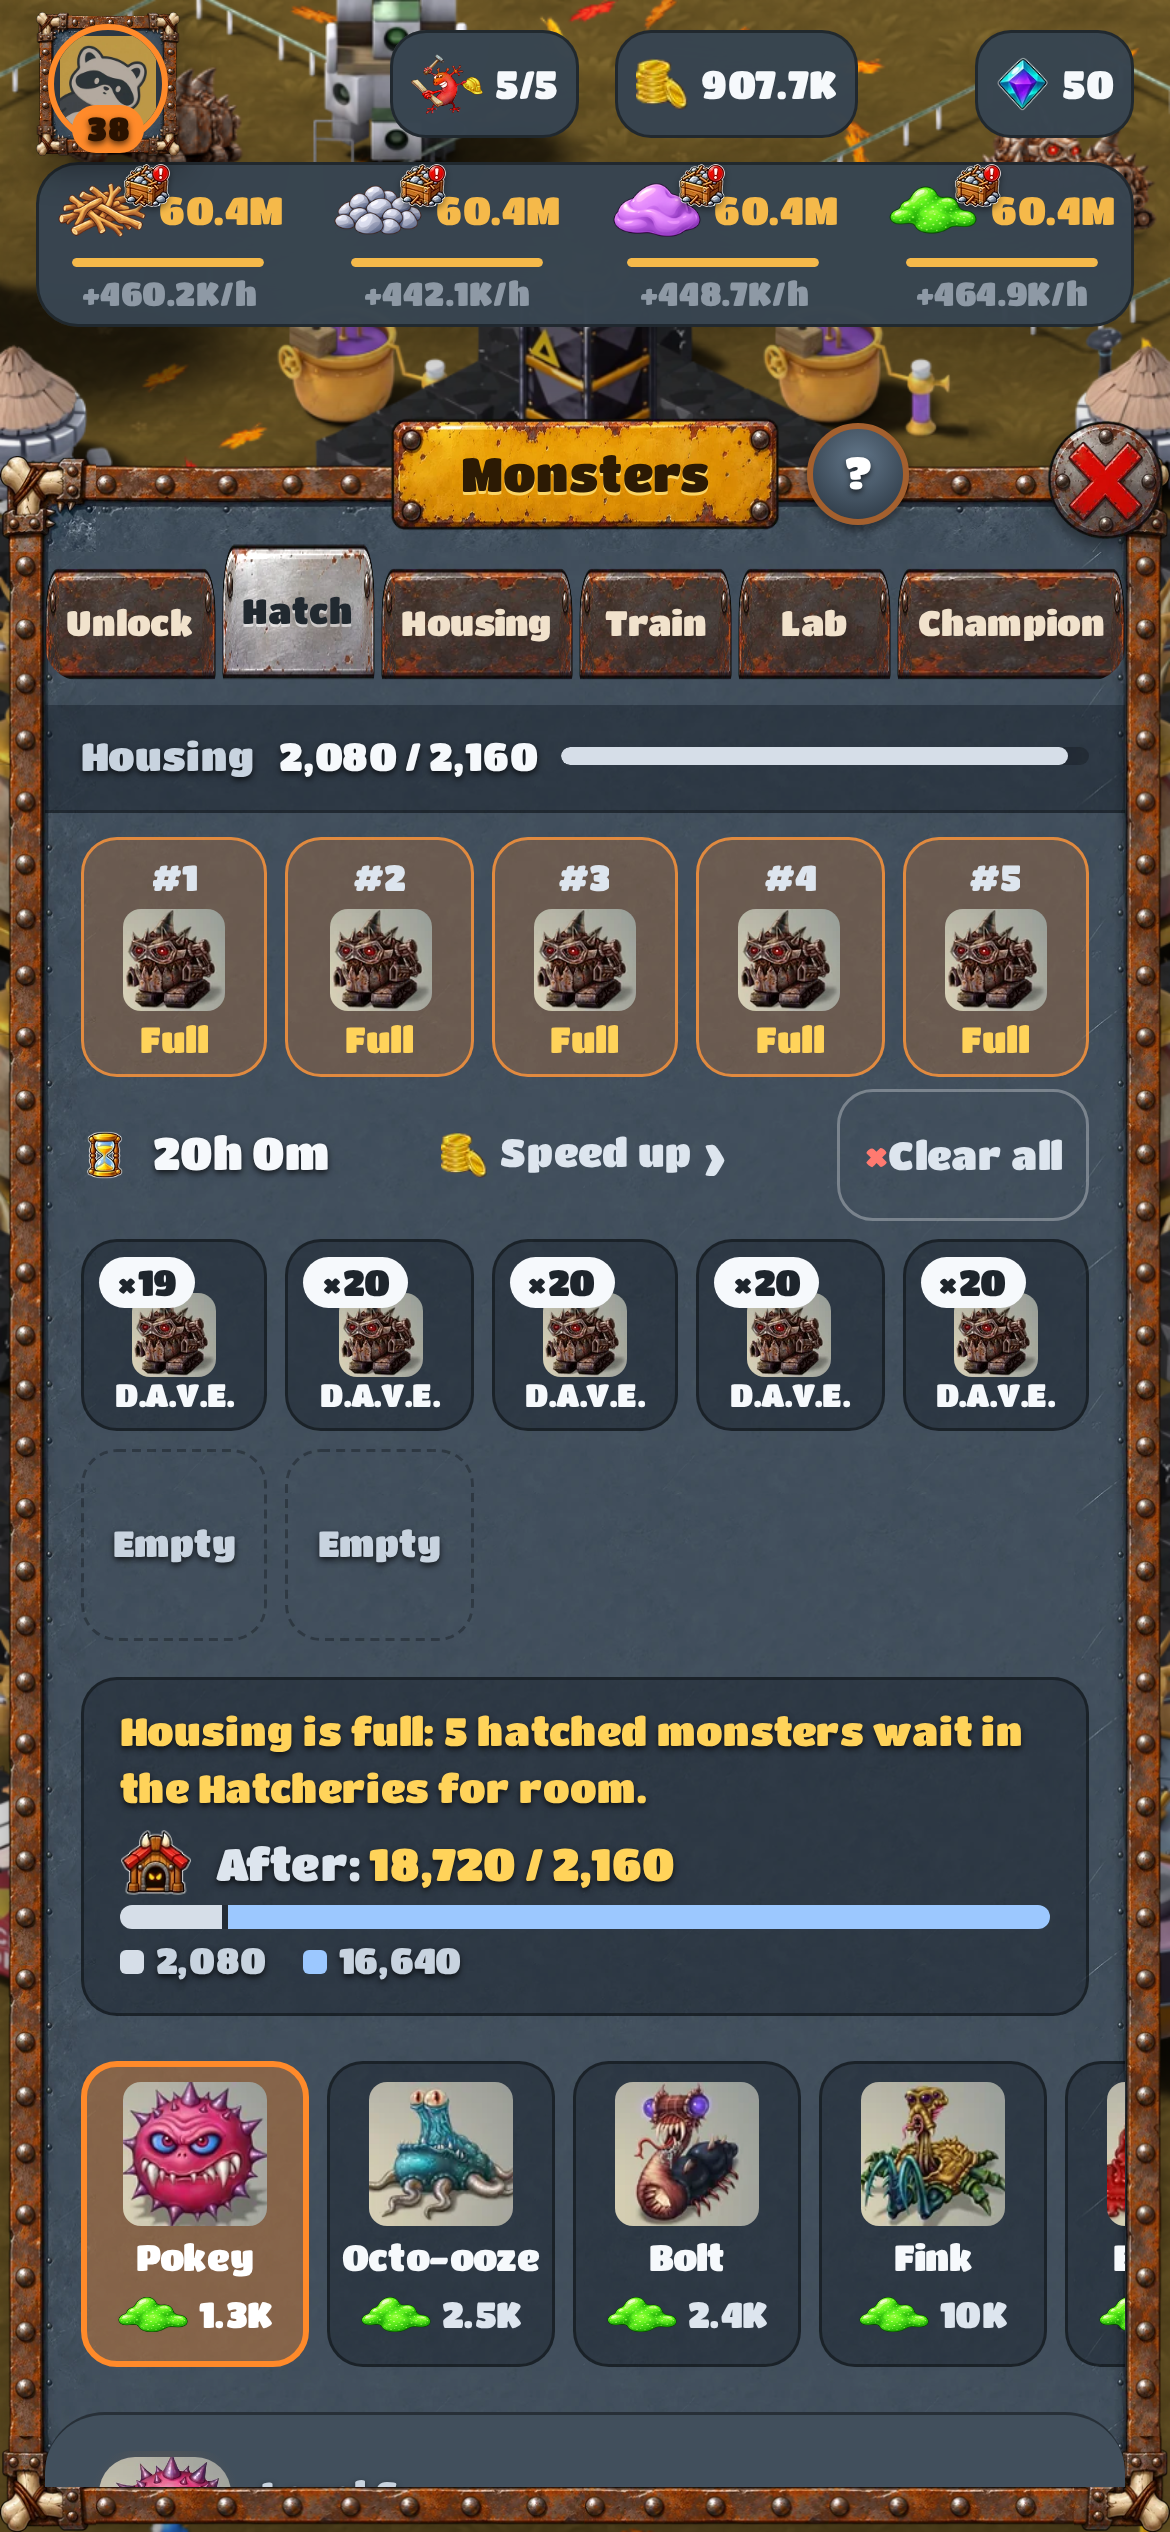 38
5/5
907.7K
50
60.4M
60.4M
60.4M
60.4M
+460.2K/h
+442.1K/h
+448.7K/h
+464.9K/h
Monsters
?
Unlock
Hatch
Housing
Train
Lab
Champion
Housing 2,080 / 2,160
#1
#2
#3
#4
#5
Full
Full
Full
Full
Full
20h 0m
Speed up ›
×Clear all
×19
×20
×20
×20
×20
D.A.V.E.
D.A.V.E.
D.A.V.E.
D.A.V.E.
D.A.V.E.
Empty
Empty
Housing is full: 5 hatched monsters wait in
the Hatcheries for room.
After: 18,720 / 2,160
2,080
16,640
Pokey
Octo-ooze
Bolt
Fink
1.3K
2.5K
2.4K
10K